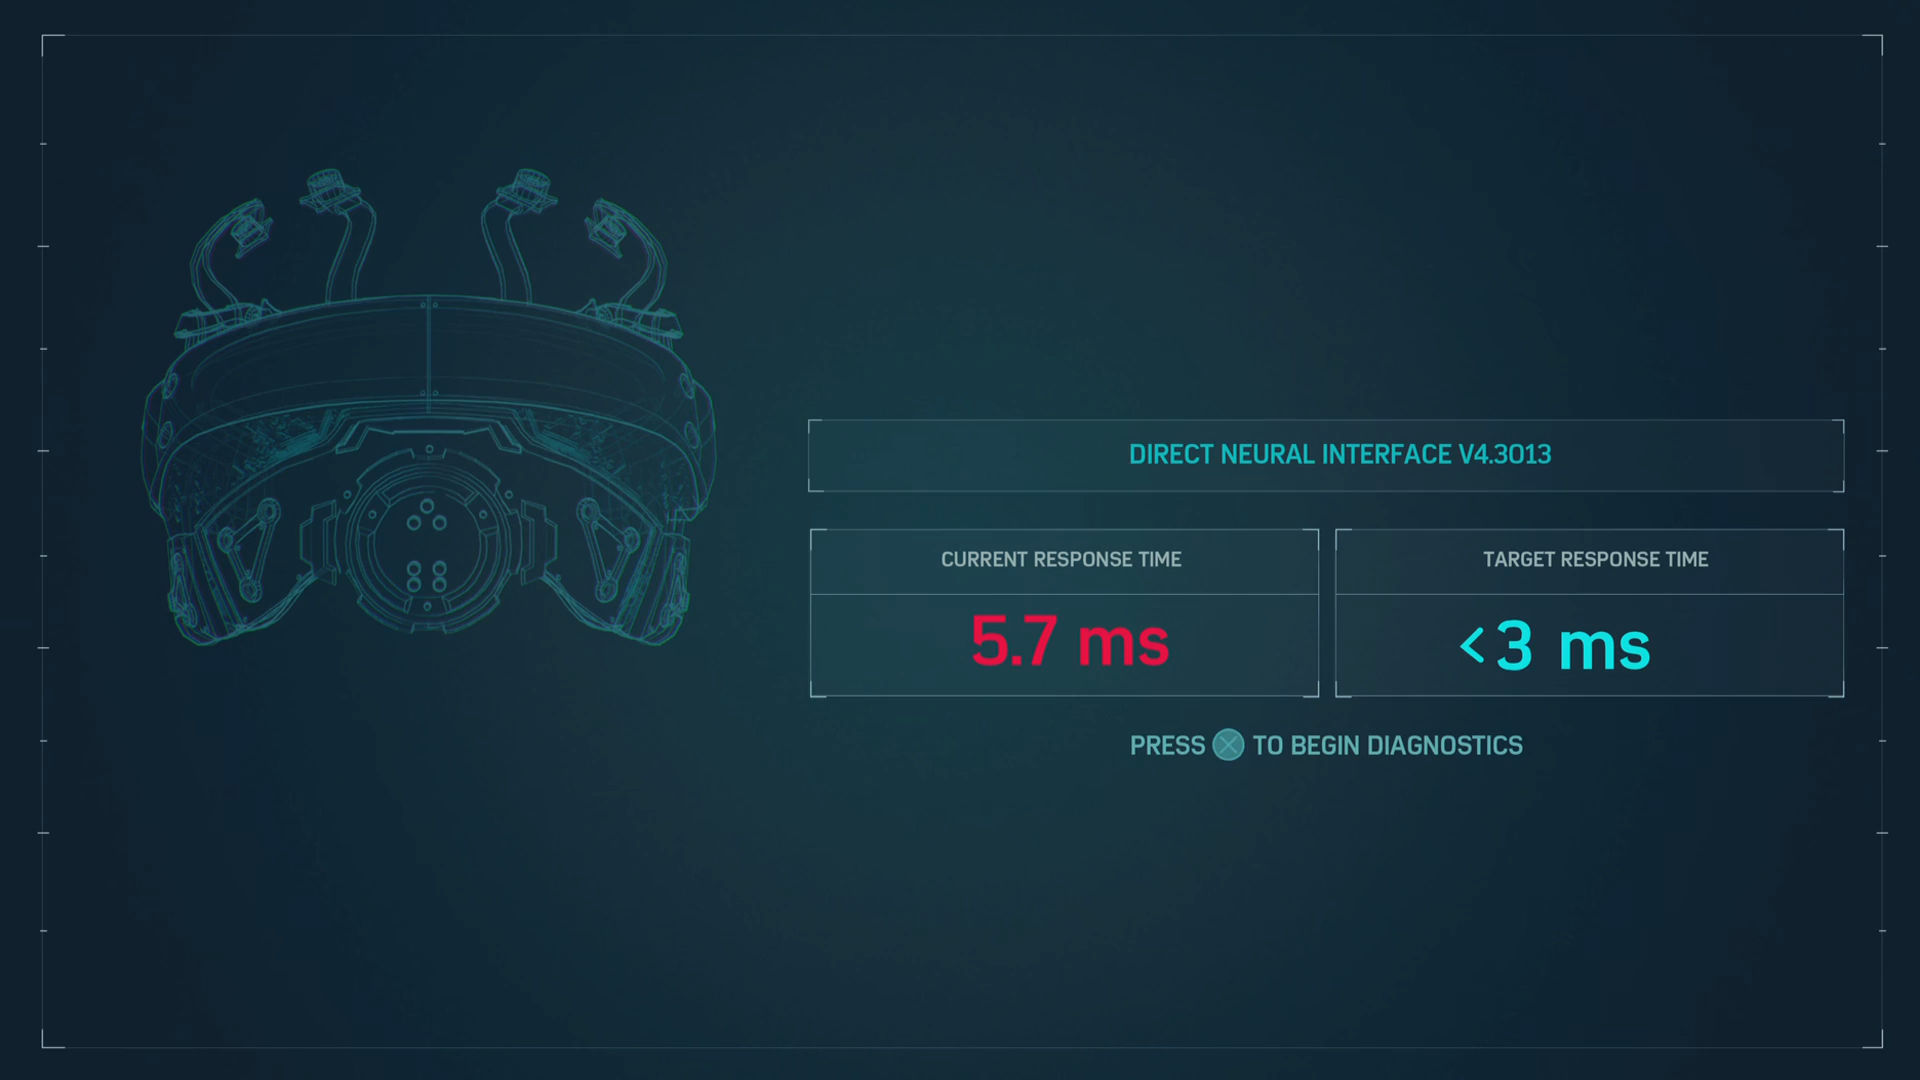 DIRECT NEURAL INTERFACE V4.3013
CURRENT RESPONSE TIME
TARGET RESPONSE TIME
5.7 ms
<3 ms
PRESS TO BEGIN DIAGNOSTICS